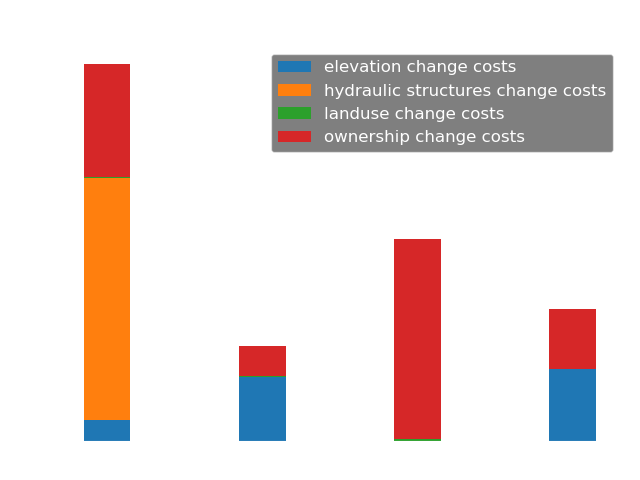 elevation change costs
hydraulic structures change costs
landuse change costs
ownership change costs